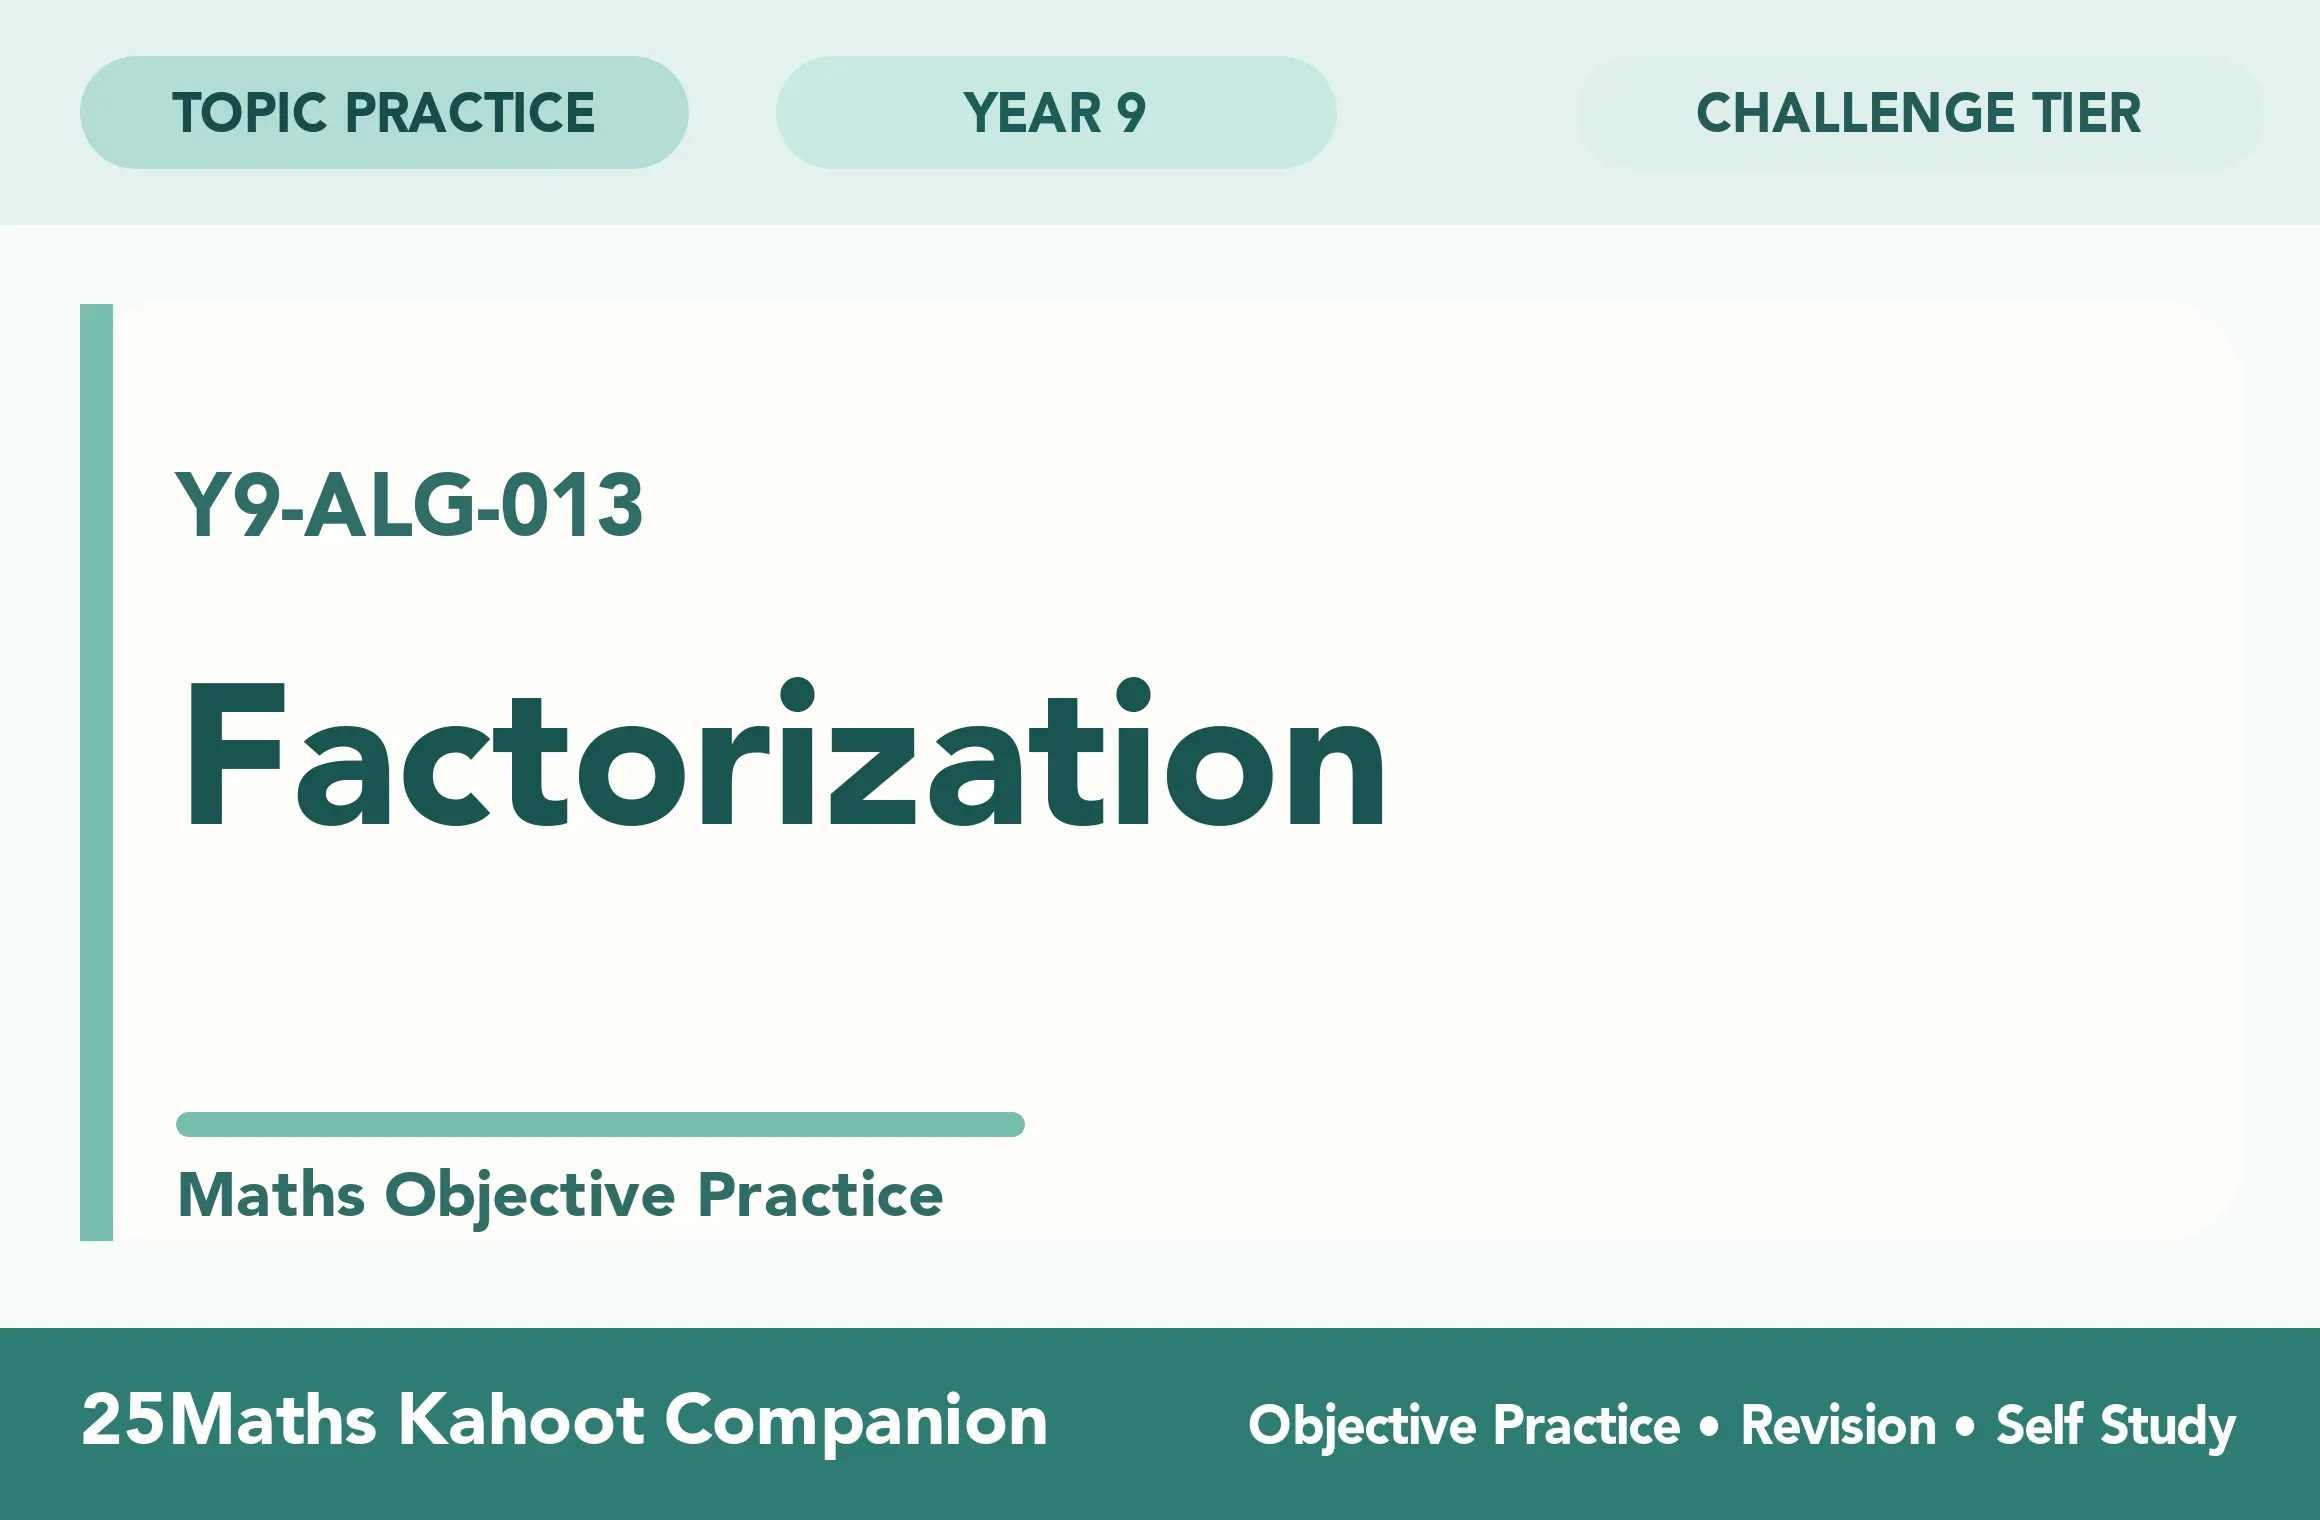 TOPIC PRACTICE
YEAR 9
CHALLENGE TIER
Y9-ALG-013
Factorization
Maths Objective Practice
25Maths Kahoot Companion
Objective Practice • Revision • Self Study